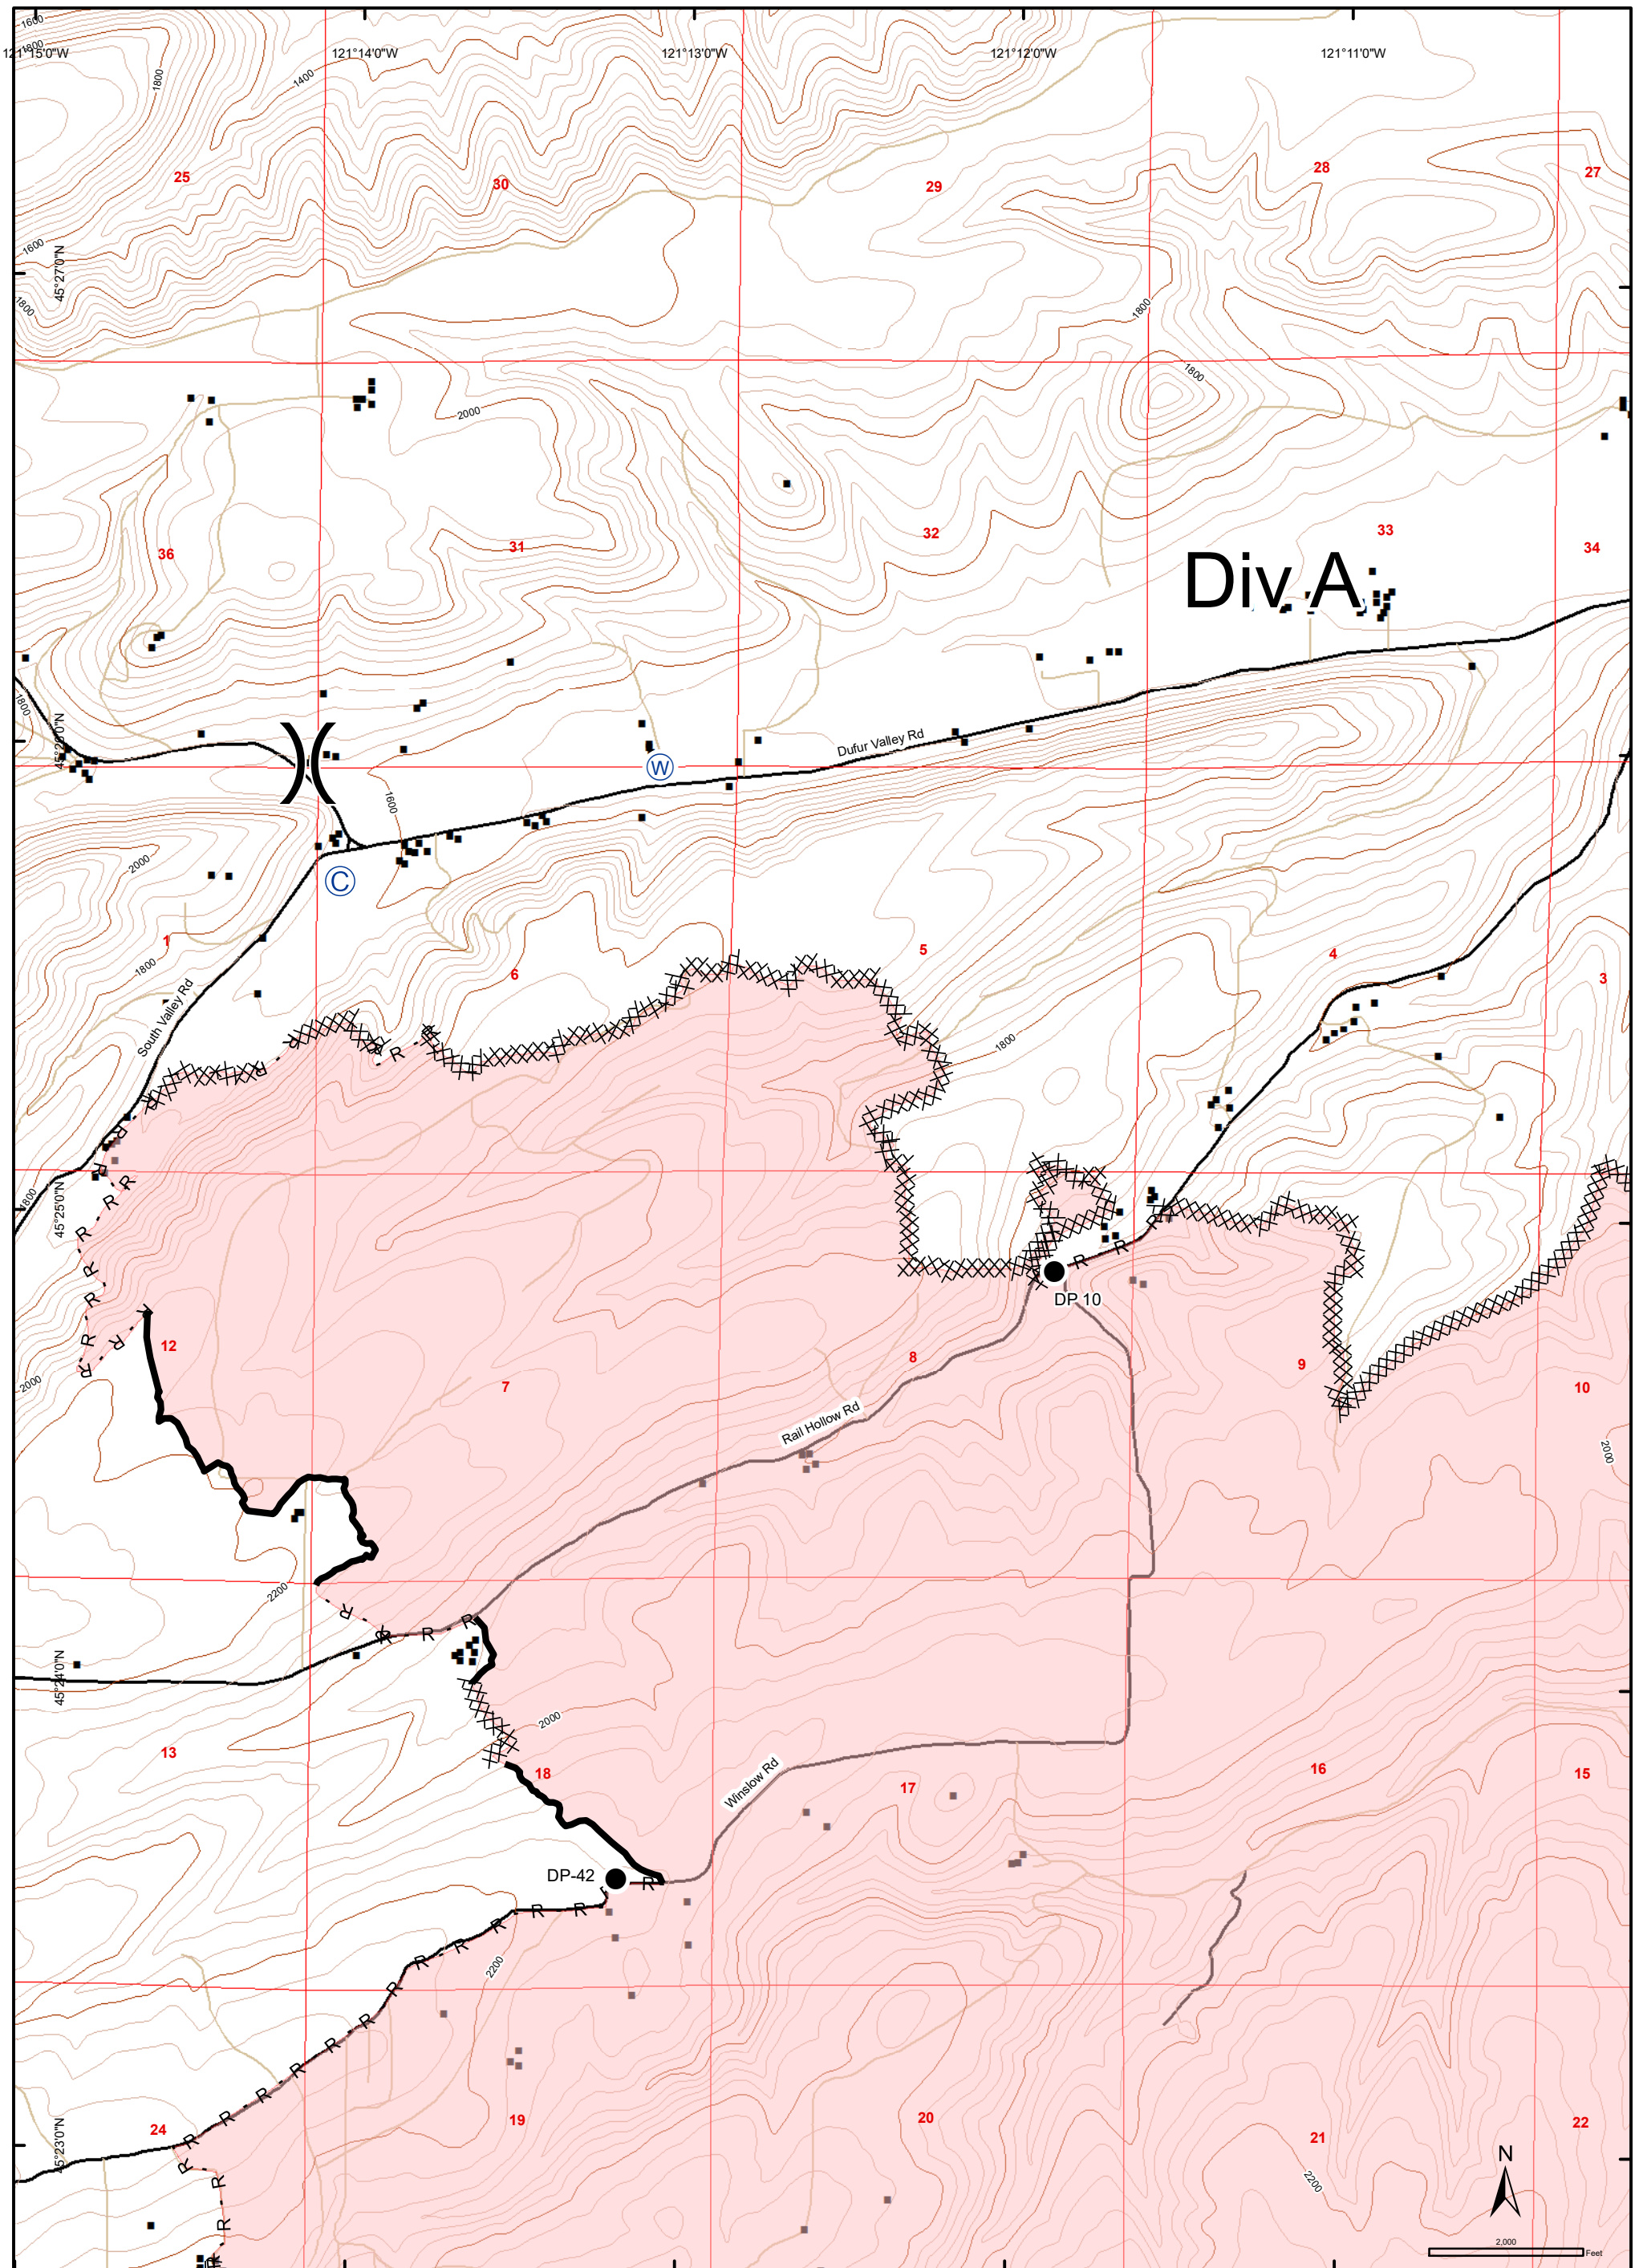 1600
1800
121°15'0"W
121°14'0"W
121°13'0"W
121°12'0"W
121°11'0"W
1800
1400
25
30
29
28
27
1600
45°27'0"N
1800
1800
1800
2000
36
31
32
33
34
Div A
1800
45°26'0"N
)(
W
Dufur Valley Rd
1600
2000
C
1
6
5
4
3
1800
South Valley Rd
1800
1800
45°25'0"N
DP 10
12
7
8
9
10
2000
Rail Hollow Rd
2000
2200
45°24'0"N
2000
13
18
17
16
15
Winslow Rd
DP-42
2200
24
19
20
21
22
45°23'0"N
2200
N
2,000
Feet
R R R R R R R R R R R R R R R R R R R R R R R R R R R R R R R R R R R R